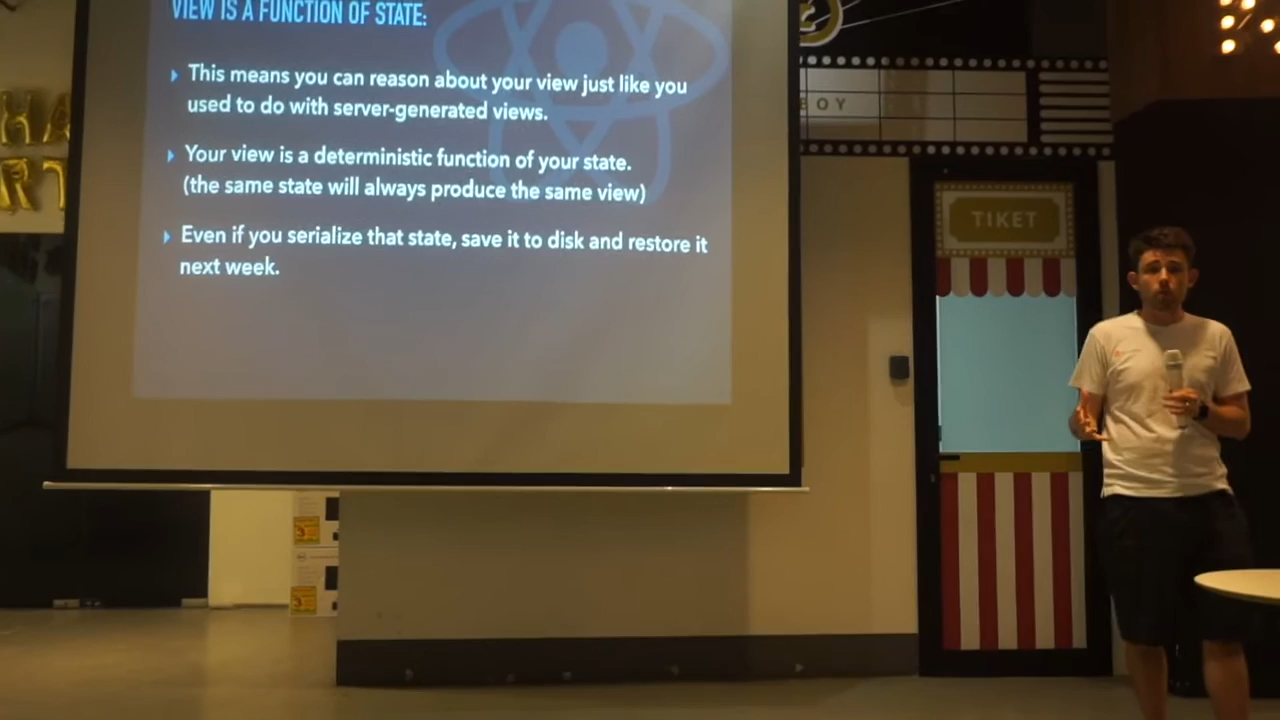 VIEW IS A FUNCTION OF STATE:
This means you can reason about your view just like you
used to do with server-generated views.
Your view is a deterministic function of your state.
(the same state will always produce the same view)
Even if you serialize that state, save it to disk and restore it
next week.
BOY
TIKET
HA
RT